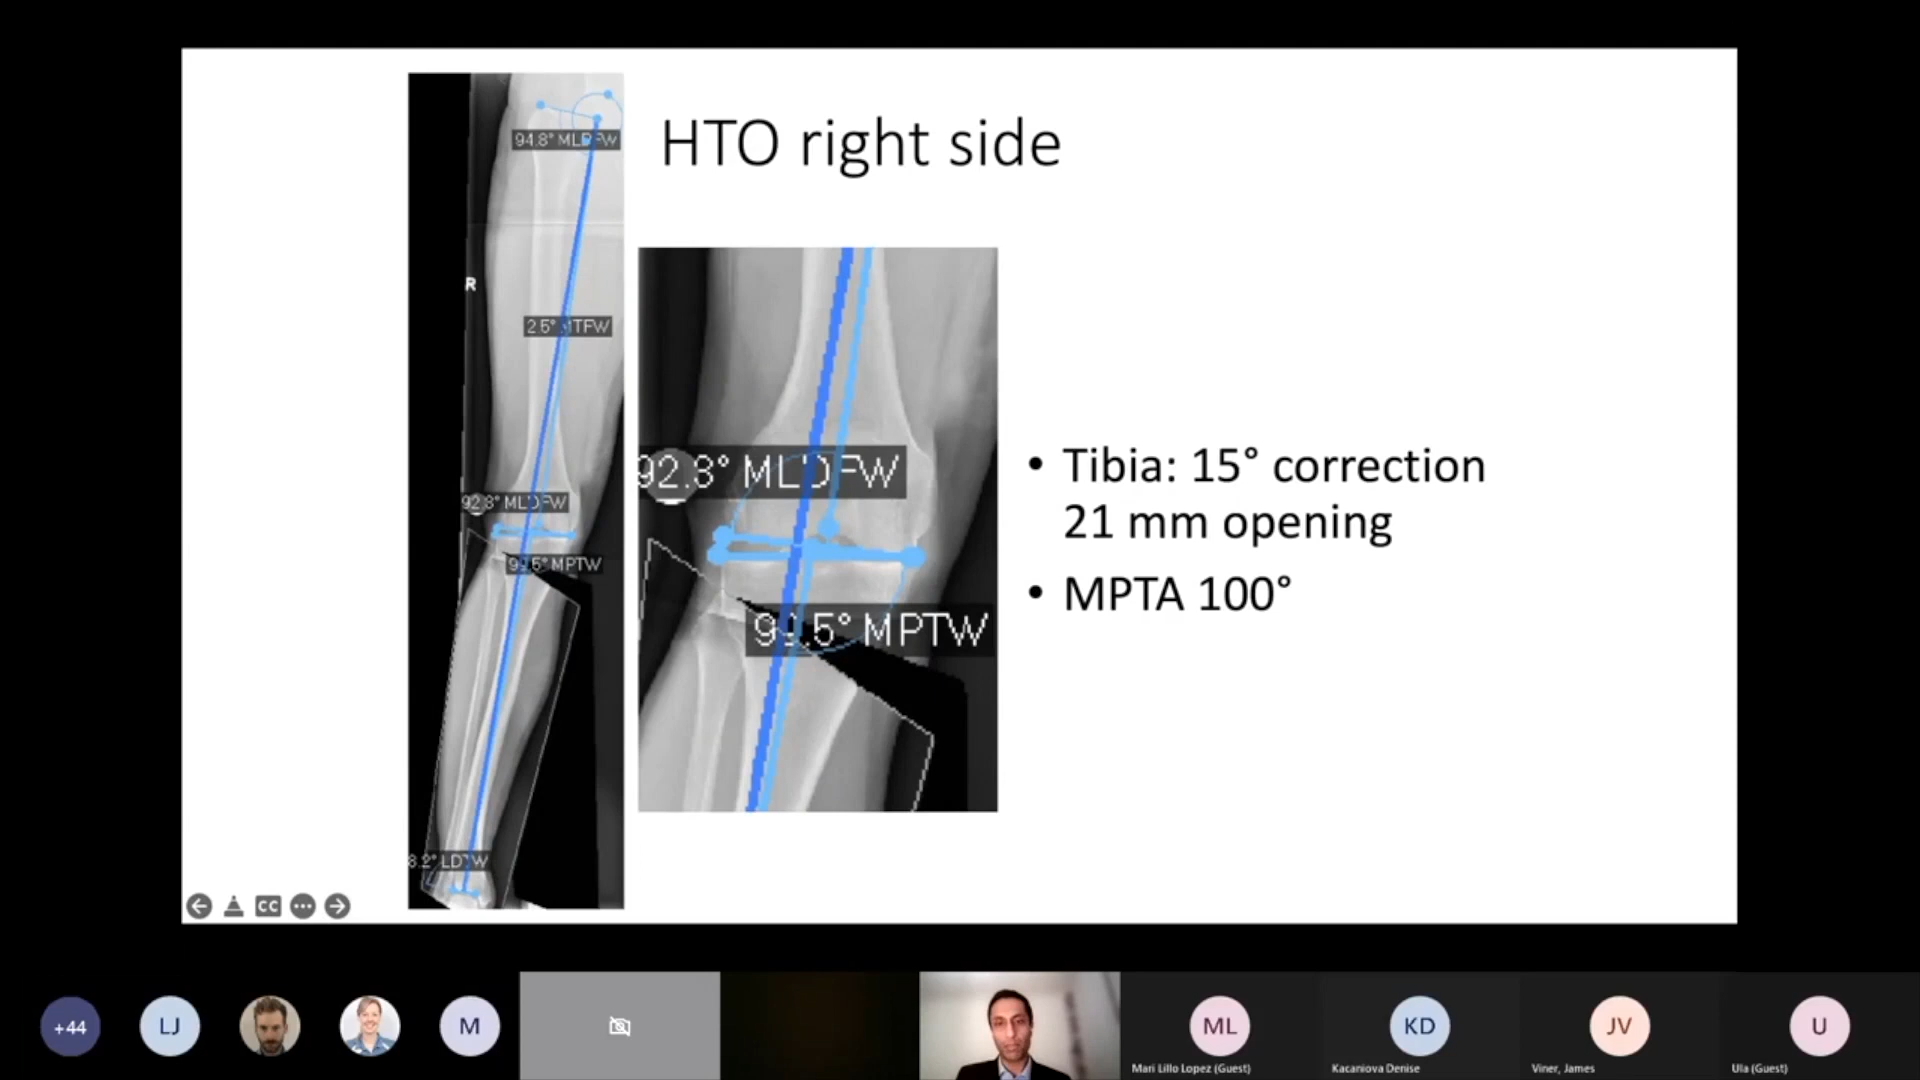 HTO right side
94.8° MLDFW
R
2.5° MTFW
92.8° MLDFW
99.5° MPTW
8.2° LDTW
92.8° MLDFW
99.5° MPTW
• Tibia: 15° correction
21 mm opening
• MPTA 100°
CC
+44
LJ
M
ML
KD
JV
U
Mari Lillo Lopez (Guest)
Kacaniova Denise
Viner, James
Ula (Guest)